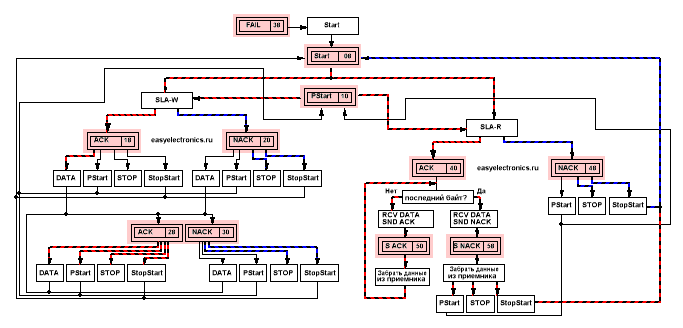 FAIL 38
Start
Start 08
PStart 10
SLA-W
SLA-R
ACK 18
easyelectronics.ru
NACK 20
ACK 40
easyelectronics.ru
NACK 48
DATA PStart STOP StopStart
DATA PStart STOP StopStart
Нет последний байт? Да
PStart STOP StopStart
RCV DATA
SND ACK
RCV DATA
SND NACK
ACK 28
NACK 30
S ACK 50
S NACK 58
DATA PStart STOP StopStart
DATA PStart STOP StopStart
Забрать данных
из приемника
Забрать данных
из приемника
PStart STOP StopStart